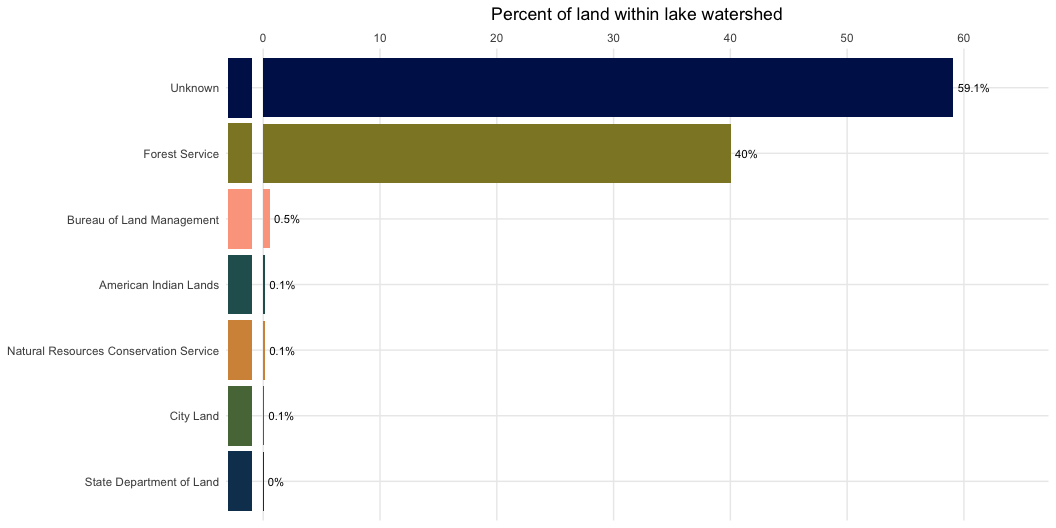 Percent of land within lake watershed
0 10 20 30 40 50 60
Unknown 59.1%
Forest Service 40%
Bureau of Land Management 0.5%
American Indian Lands 0.1%
Natural Resources Conservation Service 0.1%
City Land 0.1%
State Department of Land 0%